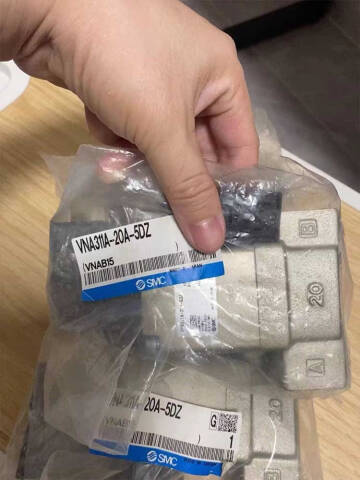 VNA311A-20A-5DZ
(VNAB15 )
SMC
B
20
A
20A-5DZ
G
1
SMC
20